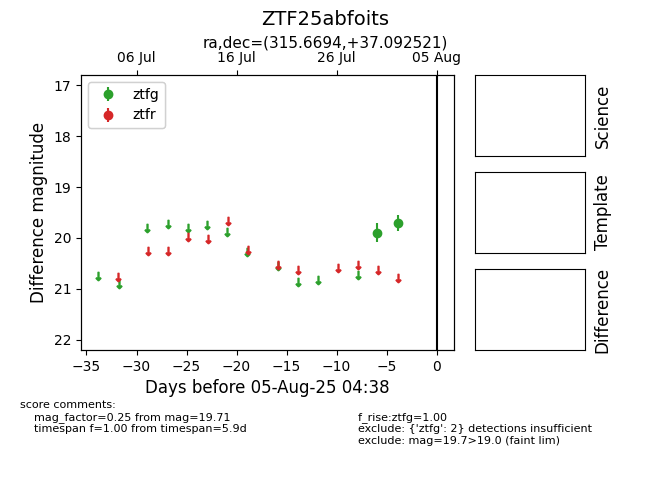 ZTF25abfoits
ra,dec=(315.6694,+37.092521)
06 Jul
16 Jul
26 Jul
05 Aug
ztfg
ztfr
17
18
19
20
21
22
Difference magnitude
−35
−30
−25
−20
−15
−10
−5
0
Days before 05-Aug-25 04:38
Science
Template
Difference
score comments:
mag_factor=0.25 from mag=19.71
timespan f=1.00 from timespan=5.9d
f_rise:ztfg=1.00
exclude: {'ztfg': 2} detections insufficient
exclude: mag=19.7>19.0 (faint lim)